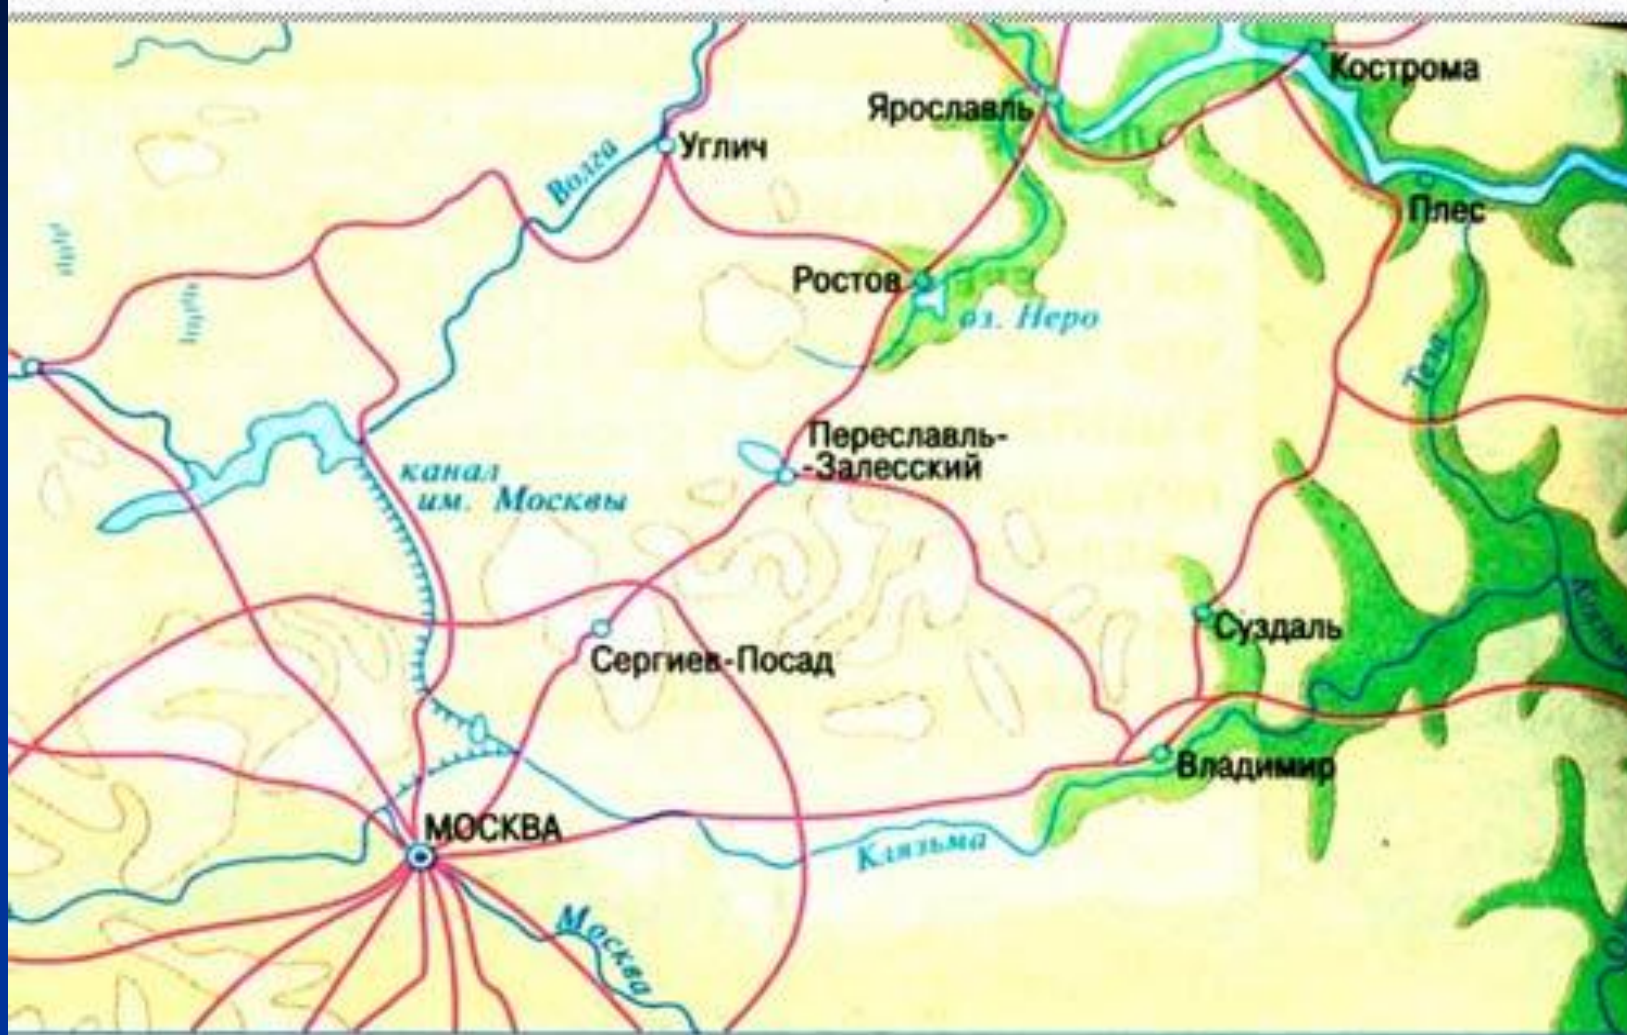 Кострома
Ярославль
Углич
Волга
Плес
Ростов
оз. Неро
Теза
Переславль-
-Залесский
канал
им. Москвы
Суздаль
Сергиев-Посад
Владимир
МОСКВА
Клязьма
Москва